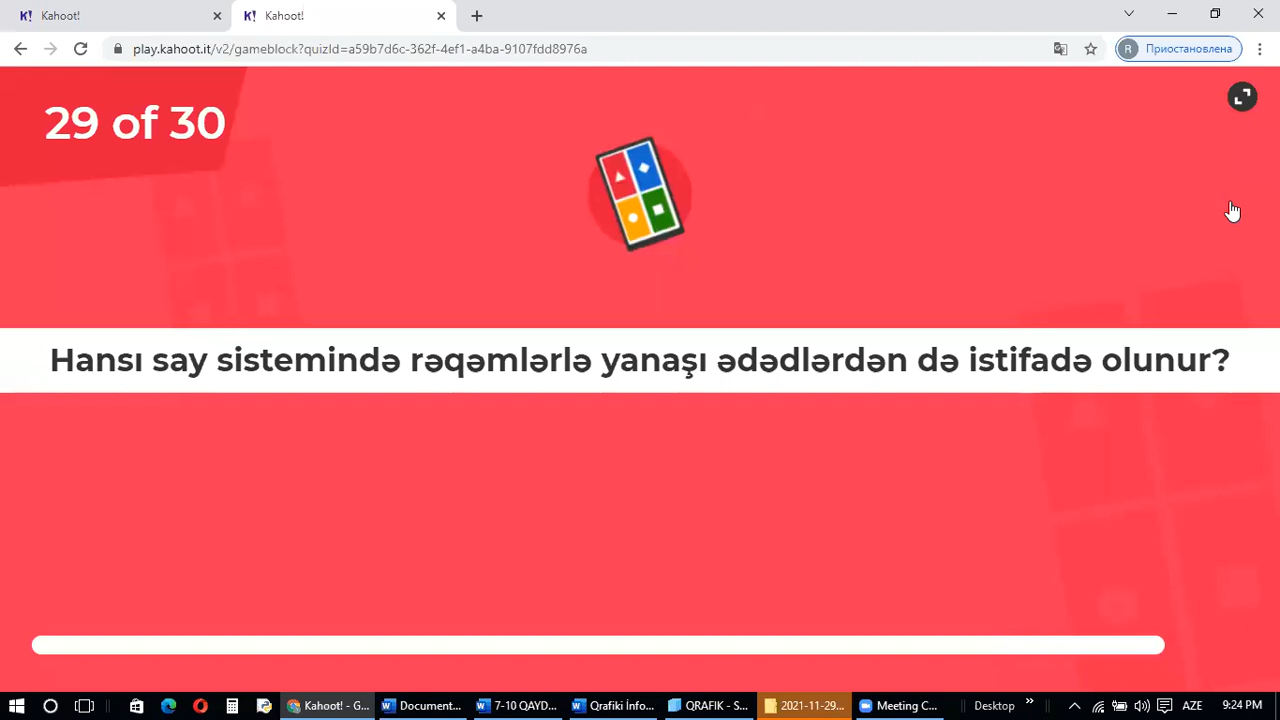 Kahoot!
Kahoot!
play.kahoot.it/v2/gameblock?quizId=a59b7d6c-362f-4ef1-a4ba-9107fdd8976a
R Приостановлена
29 of 30
Hansı say sistemində rəqəmlərlə yanaşı ədədlərdən də istifadə olunur?
Kahoot! - G...
Document...
7-10 QAYD...
Qrafiki İnfo...
QRAFIK - S...
2021-11-29...
Meeting C...
Desktop
AZE
9:24 PM